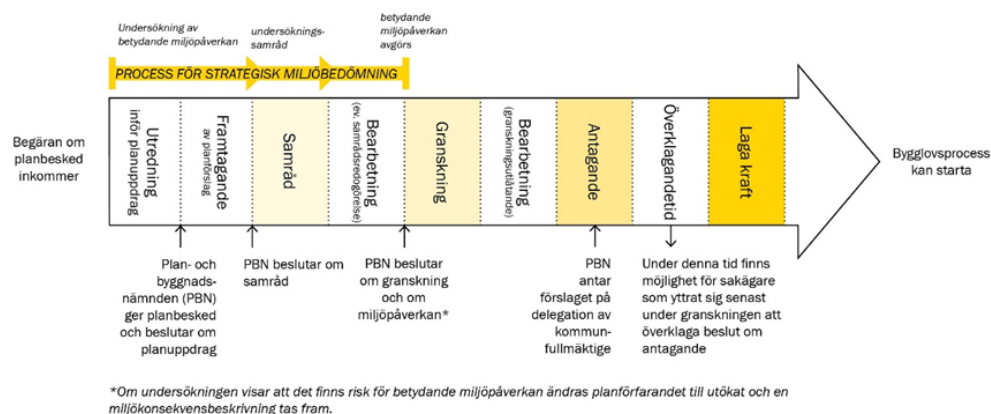 Undersökning av
betydande miljöpåverkan
undersöknings-
samråd
betydande
miljöpåverkan
avgörs
PROCESS FÖR STRATEGISK MILJÖBEDÖMNING
Begäran om
planbesked
inkommer
Utredning
inför planuppdrag
Framtagande
av planförslag
Samråd
Bearbetning
(ev. samrådsredogörelse)
Granskning
Bearbetning
(granskningsutlåtande)
Antagande
Överklagandetid
Laga kraft
Bygglovsprocess
kan starta
Plan- och
byggnads-
nämnden (PBN)
ger planbesked
och beslutar om
planuppdrag
PBN beslutar om
samråd
PBN beslutar
om granskning
och om
miljöpåverkan*
PBN
antar
förslaget på
delegation av
kommun-
fullmäktige
Under denna tid finns
möjlighet för sakägare
som yttrat sig senast
under granskningen att
överklaga beslut om
antagande
*Om undersökningen visar att det finns risk för betydande miljöpåverkan ändras planförfarandet till utökat och en
miljökonsekvensbeskrivning tas fram.